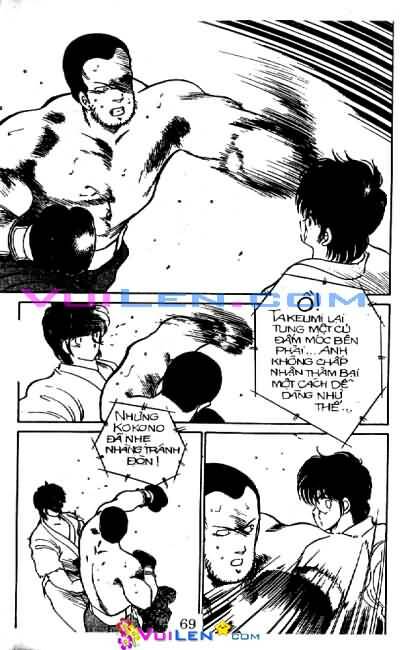 VUILEN.COM
Ồ
TAKEUMI LẠI
TUNG MỘT CÚ
ĐẤM MÓC BÊN
PHẢI... ANH
KHÔNG CHẤP
NHẬN THẢM BẠI
MỘT CÁCH DỄ
DÀNG NHƯ
THẾ...
NHƯNG
KOKONO
ĐÃ NHẸ
NHÀNG TRÁNH
ĐÒN!
69
VUILEN.COM